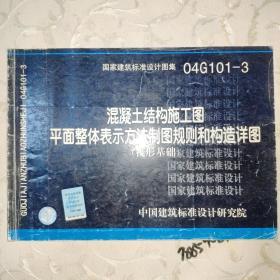 国家建筑标准设计图集 04G101-3
GUOJIAJIANZHUBIAOZHUNSHEJI 04G101-3
混凝土结构施工图
平面整体表示方法制图规则和构造详图
(筏形基础)
国家建筑标准设计
国家建筑标准设计
国家建筑标准设计
国家建筑标准设计
中国建筑标准设计研究院